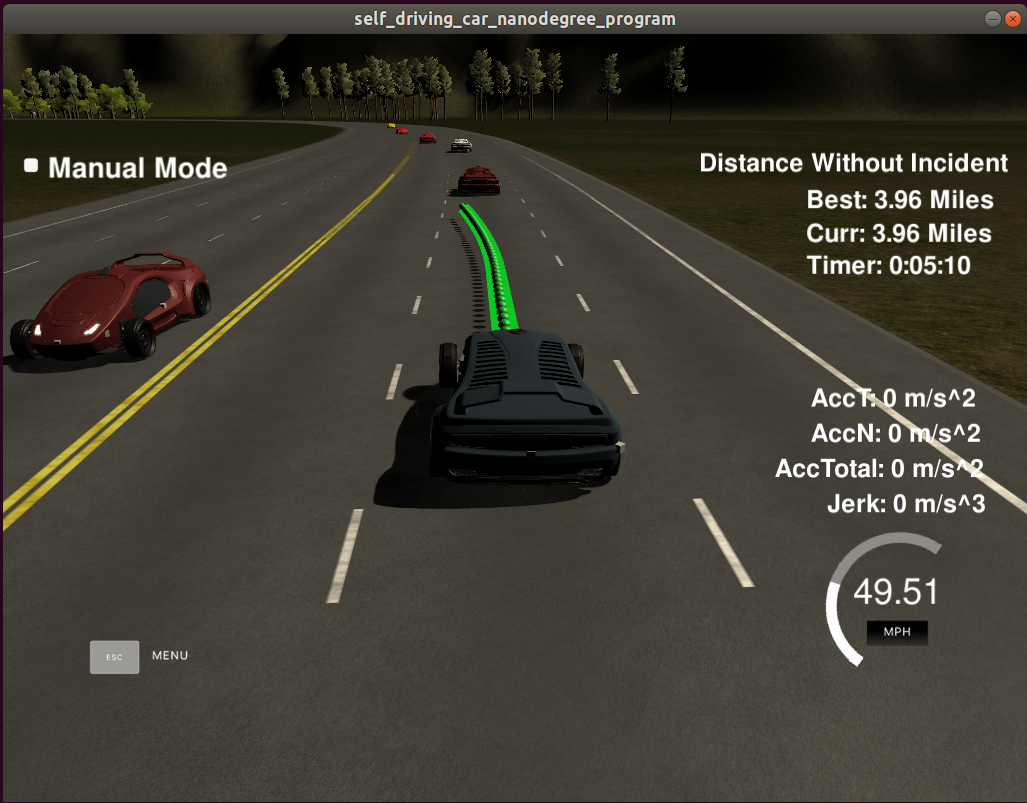 self_driving_car_nanodegree_program
Manual Mode
Distance Without Incident
Best: 3.96 Miles
Curr: 3.96 Miles
Timer: 0:05:10
AccT: 0 m/s^2
AccN: 0 m/s^2
AccTotal: 0 m/s^2
Jerk: 0 m/s^3
49.51
MPH
ESC MENU